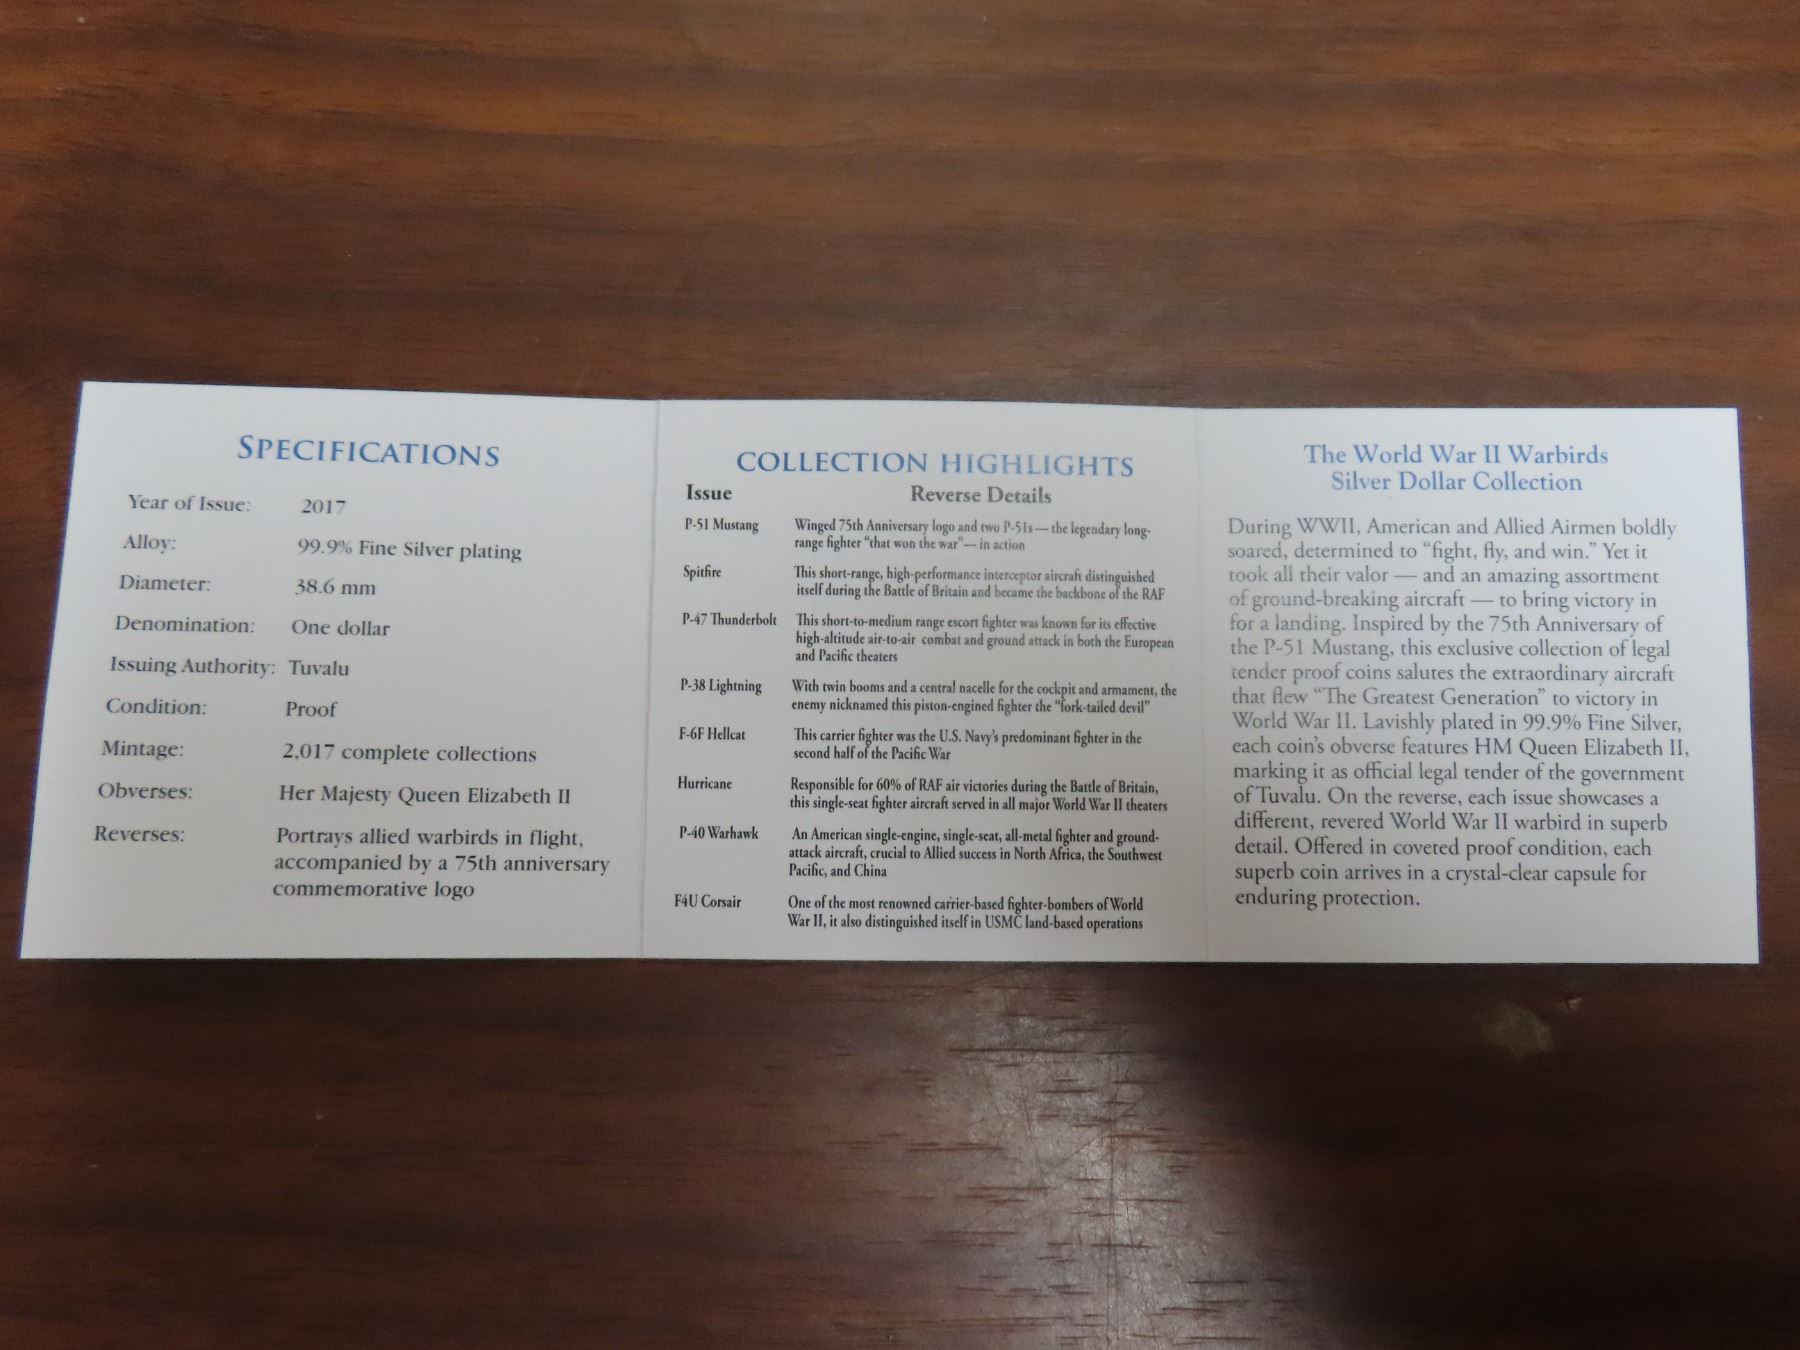 SPECIFICATIONS
Year of Issue: 2017
Alloy: 99.9% Fine Silver plating
Diameter: 38.6 mm
Denomination: One dollar
Issuing Authority: Tuvalu
Condition: Proof
Mintage: 2,017 complete collections
Obverses: Her Majesty Queen Elizabeth II
Reverses: Portrays allied warbirds in flight,
accompanied by a 75th anniversary
commemorative logo
COLLECTION HIGHLIGHTS
Issue Reverse Details
P-51 Mustang Winged 75th Anniversary logo and two P-51s — the legendary long-
range fighter “that won the war”— in action
Spitfire This short-range, high-performance interceptor aircraft distinguished
itself during the Battle of Britain and became the backbone of the RAF
P-47 Thunderbolt This short-to-medium range escort fighter was known for its effective
high-altitude air-to-air combat and ground attack in both the European
and Pacific theaters
P-38 Lightning With twin booms and a central nacelle for the cockpit and armament, the
enemy nicknamed this piston-engined fighter the “fork-tailed devil”
F-6F Hellcat This carrier fighter was the U.S. Navy’s predominant fighter in the
second half of the Pacific War
Hurricane Responsible for 60% of RAF air victories during the Battle of Britain,
this single-seat fighter aircraft served in all major World War II theaters
P-40 Warhawk An American single-engine, single-seat, all-metal fighter and ground-
attack aircraft, crucial to Allied success in North Africa, the Southwest
Pacific, and China
F4U Corsair One of the most renowned carrier-based fighter-bombers of World
War II, it also distinguished itself in USMC land-based operations
The World War II Warbirds
Silver Dollar Collection
During WWII, American and Allied Airmen boldly
soared, determined to “fight, fly, and win.” Yet it
took all their valor — and an amazing assortment
of ground-breaking aircraft — to bring victory in
for a landing. Inspired by the 75th Anniversary of
the P-51 Mustang, this exclusive collection of legal
tender proof coins salutes the extraordinary aircraft
that flew “The Greatest Generation” to victory in
World War II. Lavishly plated in 99.9% Fine Silver,
each coin’s obverse features HM Queen Elizabeth II,
marking it as official legal tender of the government
of Tuvalu. On the reverse, each issue showcases a
different, revered World War II warbird in superb
detail. Offered in coveted proof condition, each
superb coin arrives in a crystal-clear capsule for
enduring protection.